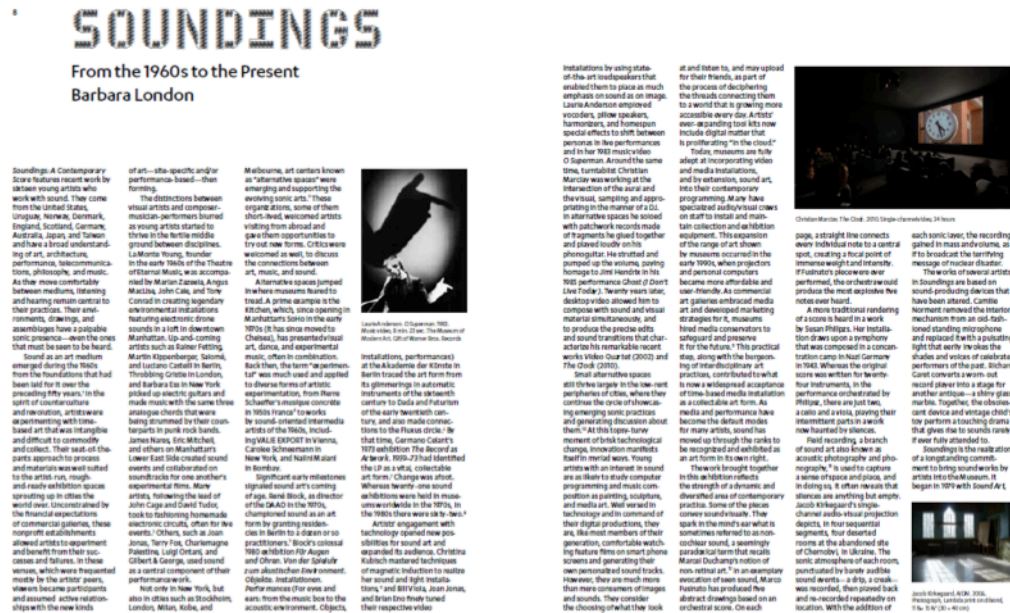 8
SOUNDINGS
From the 1960s to the Present
Barbara London
Soundings: A Contemporary
Score features recent work by
sixteen young artists who
work with sound. They come
from the United States,
Uruguay, Norway, Denmark,
England, Scotland, Germany,
Australia, Japan, and Taiwan
and have a broad understand-
ing of art, architecture,
performance, telecommunica-
tions, philosophy, and music.
As they move comfortably
between mediums, listening
and hearing remain central to
their practices. Their envi-
ronments, drawings, and
assemblages have a palpable
sonic presence—even the ones
that must be seen to be heard.
Sound as an art medium
emerged during the 1960s
from the foundations that had
been laid for it over the
preceding fifty years.¹ In the
spirit of counterculture
and revolution, artists were
experimenting with time-
based art that was intangible
and difficult to commodify
and collect. Their seat-of-the-
pants approach to process
and materials was well suited
to the artist-run, rough-
and-ready exhibition spaces
sprouting up in cities the
world over. Unconstrained by
the financial expectations
of commercial galleries, these
nonprofit establishments
allowed artists to experiment
and benefit from their suc-
cesses and failures. In these
venues, which were frequented
mostly by the artists' peers,
viewers became participants
and assumed active relation-
ships with the new kinds
of art—site-specific and/or
performance-based—then
forming.
The distinctions between
visual artists and composer-
musician-performers blurred
as young artists started to
thrive in the fertile middle
ground between disciplines.
La Monte Young, founder
in the early 1960s of the Theatre
of Eternal Music, was accompa-
nied by Marian Zazeela, Angus
MacLise, John Cale, and Tony
Conrad in creating legendary
environmental installations
featuring electronic drone
sounds in a loft in downtown
Manhattan. Up-and-coming
artists such as Rainer Fetting,
Martin Kippenberger, Salomé,
and Luciano Castelli in Berlin,
Throbbing Gristle in London,
and Barbara Ess in New York
picked up electric guitars and
made music with the same three
analogue chords that were
being strummed by their coun-
terparts in punk rock bands.
James Nares, Eric Mitchell,
and others on Manhattan's
Lower East Side created sound
events and collaborated on
soundtracks for one another's
experimental films. Many
artists, following the lead of
John Cage and David Tudor,
took to fashioning homemade
electronic circuits, often for live
events. Others, such as Joan
Jonas, Terry Fox, Charlemagne
Palestine, Luigi Ontani, and
Gilbert & George, used sound
as a central component of their
performance work.
Not only in New York, but
also in cities such as Stockholm,
London, Milan, Kobe, and
Melbourne, art centers known
as "alternative spaces" were
emerging and supporting the
evolving sonic arts. These
organizations, some of them
short-lived, welcomed artists
visiting from abroad and
gave them opportunities to
try out new forms. Critics were
welcomed as well, to discuss
the connections between
art, music, and sound.
Alternative spaces jumped
in where museums feared to
tread. A prime example is the
Kitchen, which, since opening in
Manhattan's SoHo in the early
1970s (it has since moved to
Chelsea), has presented visual
art, dance, and experimental
music, often in combination.
Back then, the term "experimen-
tal" was much used and applied
to diverse forms of artistic
experimentation, from Pierre
Schaeffer's musique concrète
in 1950s France to works
by sound-oriented intermedia
artists of the 1960s, includ-
ing VALIE EXPORT in Vienna,
Carolee Schneemann in
New York, and Nalini Malani
in Bombay.
Significant early milestones
signaled sound art's coming
of age. René Block, as director
of the DAAD in the 1970s,
championed sound as an art
form by granting residen-
cies in Berlin to a dozen or so
practitioners. Block's colossal
1980 exhibition Für Augen
und Ohren. Von der Spieluhr
zum akustischen Environment.
Objekte. Installationen.
Performances (For eyes and
ears: from the music box to the
acoustic environment. Objects,
Laurie Anderson. O Superman. 1983.
Modern Art. Gift of Warner Bros. Records
installations, performances)
at the Akademie der Künste in
Berlin traced the art form from
its glimmerings in automatic
instruments of the sixteenth
century to Dada and Futurism
of the early twentieth cen-
tury, and also made connec-
tions to the Fluxus circle. By
that time, Germano Celant's
1973 exhibition The Record as
Artwork, 1959–73 had identified
the LP as a vital, collectable
art form. Change was afoot.
Whereas twenty-one sound
exhibitions were held in muse-
ums worldwide in the 1970s, in
the 1980s there were sixty-two.
Artists' engagement with
technology opened new pos-
sibilities for sound art and
expanded its audience. Christina
Kubisch mastered techniques
of magnetic induction to realize
her sound and light installa-
tions, and Bill Viola, Joan Jonas,
and Brian Eno finely tuned
their respective video
installations by using state-
of-the-art loudspeakers that
enabled them to place as much
emphasis on sound as on image.
Laurie Anderson employed
vocoders, pillow speakers,
harmonizers, and homespun
special effects to shift between
personas in live performances
and in her 1983 music video
O Superman. Around the same
time, turntablist Christian
Marclay was working at the
intersection of the aural and
the visual, sampling and appro-
priating in the manner of a DJ.
In alternative spaces he soloed
with patchwork records made
of fragments he glued together
and played loudly on his
phonoguitar. He strutted and
pumped up the volume, paying
homage to Jimi Hendrix in his
1985 performance Ghost (I Don't
Live Today). Twenty years later,
desktop video allowed him to
compose with sound and visual
material simultaneously, and
to produce the precise edits
and sound transitions that char-
acterize his remarkable recent
works Video Quartet (2002) and
The Clock (2010).
Small alternative spaces
still thrive largely in the low-rent
peripheries of cities, where they
continue the cycle of showcas-
ing emerging sonic practices
and generating discussion about
them. At this topsy-turvy
moment of brisk technological
change, innovation manifests
itself in myriad ways. Young
artists with an interest in sound
are as likely to study computer
programming and music com-
position as painting, sculpture,
and media art. Well versed in
technology and in command of
their digital productions, they
are, like most members of their
generation, comfortable watch-
ing feature films on smart phone
screens and generating their
own personalized sound tracks.
However, they are much more
than mere consumers of images
and sounds. They consider
the choosing of what they look
at and listen to, and may upload
for their friends, as part of
the process of deciphering
the threads connecting them
to a world that is growing more
accessible every day. Artists'
ever-expanding tool kits now
include digital matter that
is proliferating "in the cloud."
Today, museums are fully
adept at incorporating video
and media installations,
and by extension, sound art,
into their contemporary
programming. Many have
specialized audiovisual crews
on staff to install and main-
tain collection and exhibition
equipment. This expansion
of the range of art shown
by museums occurred in the
early 1990s, when projectors
and personal computers
became more affordable and
user-friendly. As commercial
art galleries embraced media
art and developed marketing
strategies for it, museums
hired media conservators to
safeguard and preserve
it for the future. This practical
step, along with the burgeon-
ing of interdisciplinary art
practices, contributed to what
is now a widespread acceptance
of time-based media installation
as a collectable art form. As
media and performance have
become the default modes
for many artists, sound has
moved up through the ranks to
be recognized and exhibited as
an art form in its own right.
The work brought together
in this exhibition reflects
the strength of a dynamic and
diversified area of contemporary
practice. Some of the pieces
convey sound visually. They
spark in the mind's ear what is
sometimes referred to as non-
cochlear sound, a seemingly
paradoxical term that recalls
Marcel Duchamp's notion of
non-retinal art. In an exemplary
evocation of seen sound, Marco
Fusinato has produced five
abstract drawings based on an
orchestral score. On each
Christian Marclay. The Clock. 2010. Single-channel video, 24 hours
page, a straight line connects
every individual note to a central
spot, creating a focal point of
immense weight and intensity.
If Fusinato's piece were ever
performed, the orchestra would
produce the most explosive five
notes ever heard.
A more traditional rendering
of a score is heard in a work
by Susan Philipsz. Her installa-
tion draws upon a symphony
that was composed in a concen-
tration camp in Nazi Germany
in 1943. Whereas the original
score was written for twenty-
four instruments, in the
performance orchestrated by
Philipsz, there are just two,
a cello and a viola, playing their
intermittent parts in a work
now haunted by silences.
Field recording, a branch
of sound art also known as
acoustic photography and pho-
nography, is used to capture
a sense of space and place, and
in doing so, it often reveals that
silences are anything but empty.
Jacob Kirkegaard's single-
channel audio-visual projection
depicts, in four sequential
segments, four deserted
rooms at the abandoned site
of Chernobyl, in Ukraine. The
sonic atmosphere of each room,
punctuated by barely audible
sound events—a drip, a creak—
was recorded, then played back
and re-recorded repeatedly on
location. With the addition of
each sonic layer, the recording
gained in mass and volume, as
if to broadcast the terrifying
message of nuclear disaster.
The works of several artists
in Soundings are based on
sound-producing devices that
have been altered. Camille
Norment removed the interior
mechanism from an old-fash-
ioned standing microphone
and replaced it with a pulsating
light that eerily invokes the
shades and voices of celebrated
performers of the past. Richard
Garet converts a worn-out
record player into a stage for
another antique—a shiny glass
marble. Together, the obsoles-
cent device and vintage child's
toy perform a touching drama
that gives rise to sounds rarely
if ever fully attended to.
Soundings is the realization
of a longstanding commit-
ment to bring sound works by
artists into the Museum. It
began in 1979 with Sound Art,
Jacob Kirkegaard. AION. 2006.